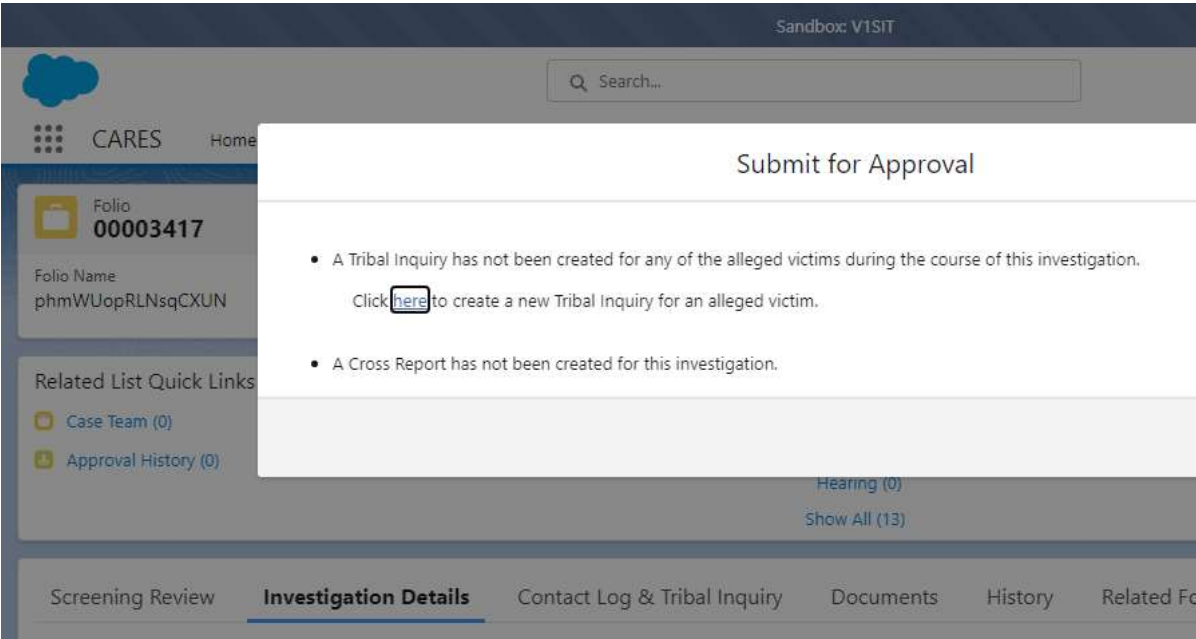 Sandbox: V1SIT
Search...
CARES Home
Submit for Approval
Folio
00003417
Folio Name
phmWUopRLNsqCXUN
• A Tribal Inquiry has not been created for any of the alleged victims during the course of this investigation.
Click here to create a new Tribal Inquiry for an alleged victim.
• A Cross Report has not been created for this investigation.
Related List Quick Links
Case Team (0)
Approval History (0)
Hearing (0)
Show All (13)
Screening Review Investigation Details Contact Log & Tribal Inquiry Documents History Related